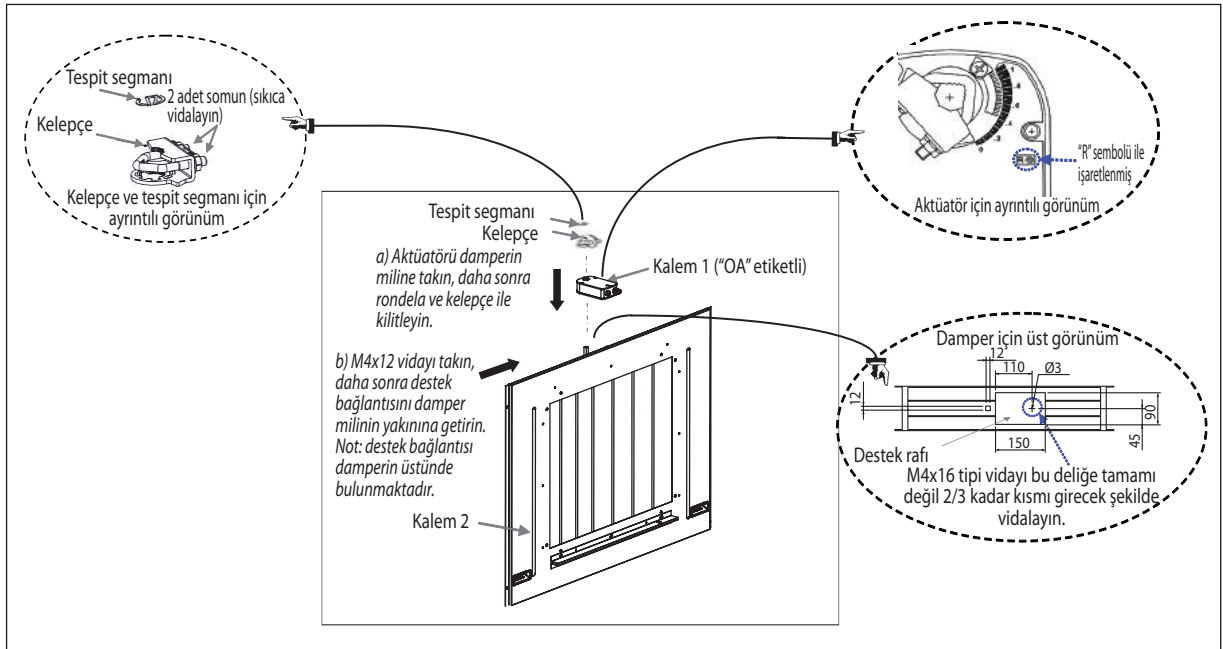 Tespit segmanı
2 adet somun (sıkıca
vidalayın)
Kelepçe
Kelepçe ve tespit segmanı için
ayrıntılı görünüm
"R" sembolü ile
işaretlenmiş
Aktüatör için ayrıntılı görünüm
Tespit segmanı
Kelepçe
a) Aktüatörü damperin
miline takın, daha sonra
rondela ve kelepçe ile
kilitleyin.
Kalem 1 ("OA" etiketli)
b) M4x12 vidayı takın,
daha sonra destek
bağlantısını damper
milinin yakınına getirin.
Not: destek bağlantısı
damperin üstünde
bulunmaktadır.
Kalem 2
Damper için üst görünüm
12
110
Ø3
12
90
45
150
Destek rafı
M4x16 tipi vidayı bu deliğe tamamı
değil 2/3 kadar kısmı girecek şekilde
vidalayın.